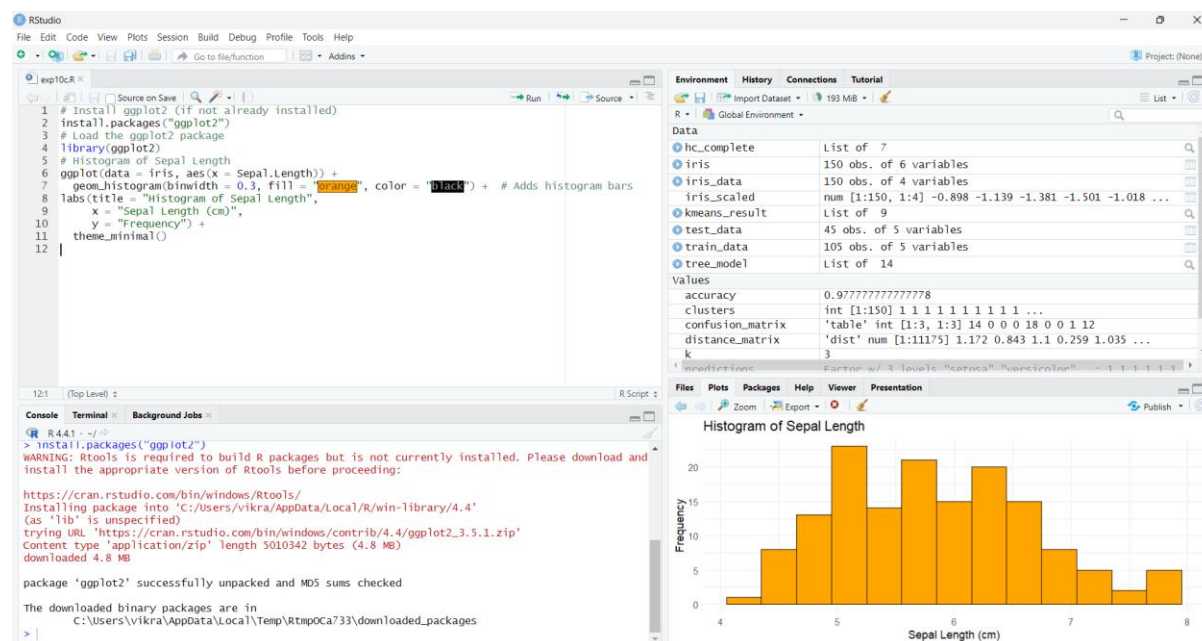 RStudio
File Edit Code View Plots Session Build Debug Profile Tools Help
Go to file/function Addins Project: (None)
exp10c.R
Source on Save Run Source
1 # Install ggplot2 (if not already installed)
2 install.packages("ggplot2")
3 # Load the ggplot2 package
4 library(ggplot2)
5 # Histogram of Sepal Length
6 ggplot(data = iris, aes(x = Sepal.Length)) +
7 geom_histogram(binwidth = 0.3, fill = "orange", color = "black") + # Adds histogram bars
8 labs(title = "Histogram of Sepal Length",
9 x = "Sepal Length (cm)",
10 y = "Frequency") +
11 theme_minimal()
12
12:1 (Top Level) R Script
Console Terminal Background Jobs
R 4.4.1 · ~/
> install.packages("ggplot2")
WARNING: Rtools is required to build R packages but is not currently installed. Please download and
install the appropriate version of Rtools before proceeding:
https://cran.rstudio.com/bin/windows/Rtools/
Installing package into ‘C:/Users/vikra/AppData/Local/R/win-library/4.4’
(as ‘lib’ is unspecified)
trying URL 'https://cran.rstudio.com/bin/windows/contrib/4.4/ggplot2_3.5.1.zip'
Content type 'application/zip' length 5010342 bytes (4.8 MB)
downloaded 4.8 MB
package ‘ggplot2’ successfully unpacked and MD5 sums checked
The downloaded binary packages are in
C:\Users\vikra\AppData\Local\Temp\RtmpOCa733\downloaded_packages
>
Environment History Connections Tutorial
Import Dataset 193 MiB List
R Global Environment
Data
hc_complete List of 7
iris 150 obs. of 6 variables
iris_data 150 obs. of 4 variables
iris_scaled num [1:150, 1:4] -0.898 -1.139 -1.381 -1.501 -1.018 ...
kmeans_result List of 9
test_data 45 obs. of 5 variables
train_data 105 obs. of 5 variables
tree_model List of 14
Values
accuracy 0.977777777777778
clusters int [1:150] 1 1 1 1 1 1 1 1 1 1 ...
confusion_matrix 'table' int [1:3, 1:3] 14 0 0 0 18 0 0 1 12
distance_matrix 'dist' num [1:11175] 1.172 0.843 1.1 0.259 1.035 ...
k 3
predictions Factor w/ 3 levels "setosa" "versicolor"
Files Plots Packages Help Viewer Presentation
Zoom Export Publish
Histogram of Sepal Length
Frequency
20
15
10
5
0
4 5 6 7 8
Sepal Length (cm)